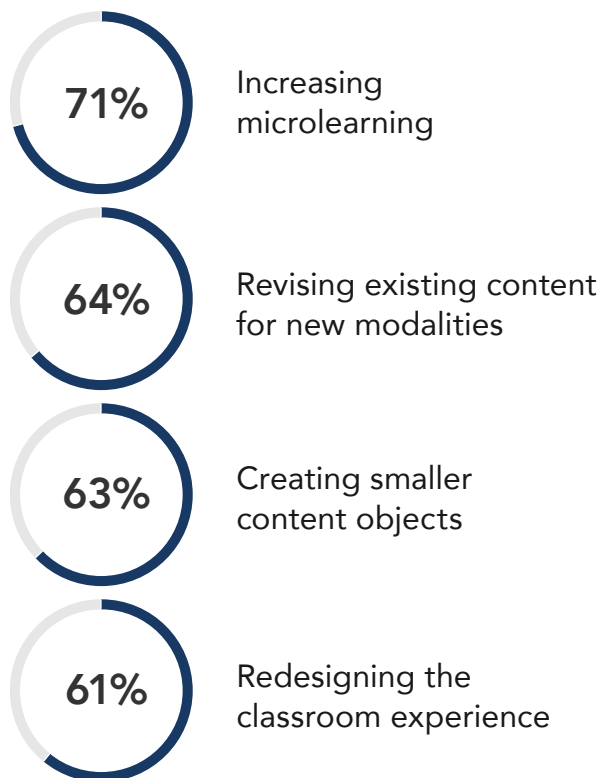 71%
Increasing
microlearning
64%
Revising existing content
for new modalities
63%
Creating smaller
content objects
61%
Redesigning the
classroom experience